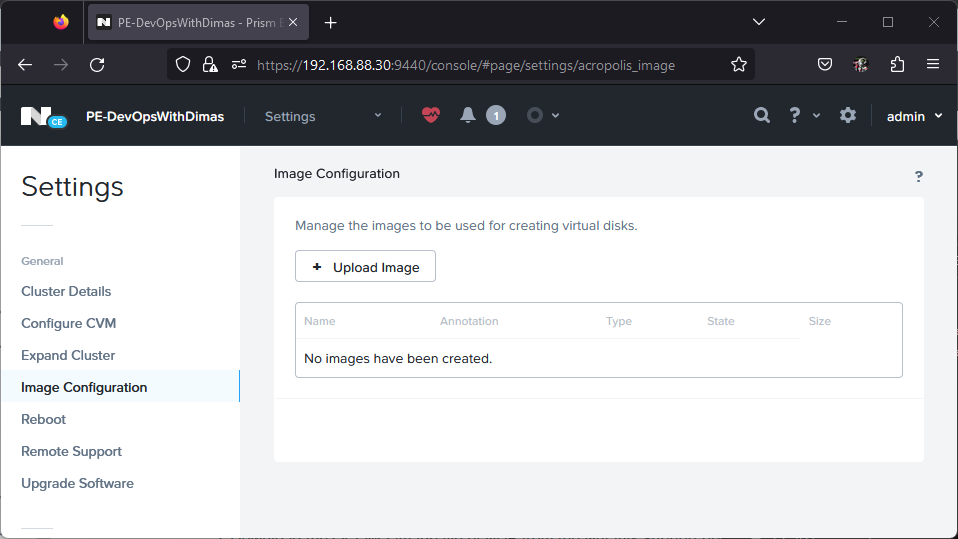 PE-DevOpsWithDimas - Prism E
https://192.168.88.30:9440/console/#page/settings/acropolis_image
N CE PE-DevOpsWithDimas Settings 1 ? admin
Settings
General
Cluster Details
Configure CVM
Expand Cluster
Image Configuration
Reboot
Remote Support
Upgrade Software
Image Configuration ?
Manage the images to be used for creating virtual disks.
+ Upload Image
Name Annotation Type State Size
No images have been created.